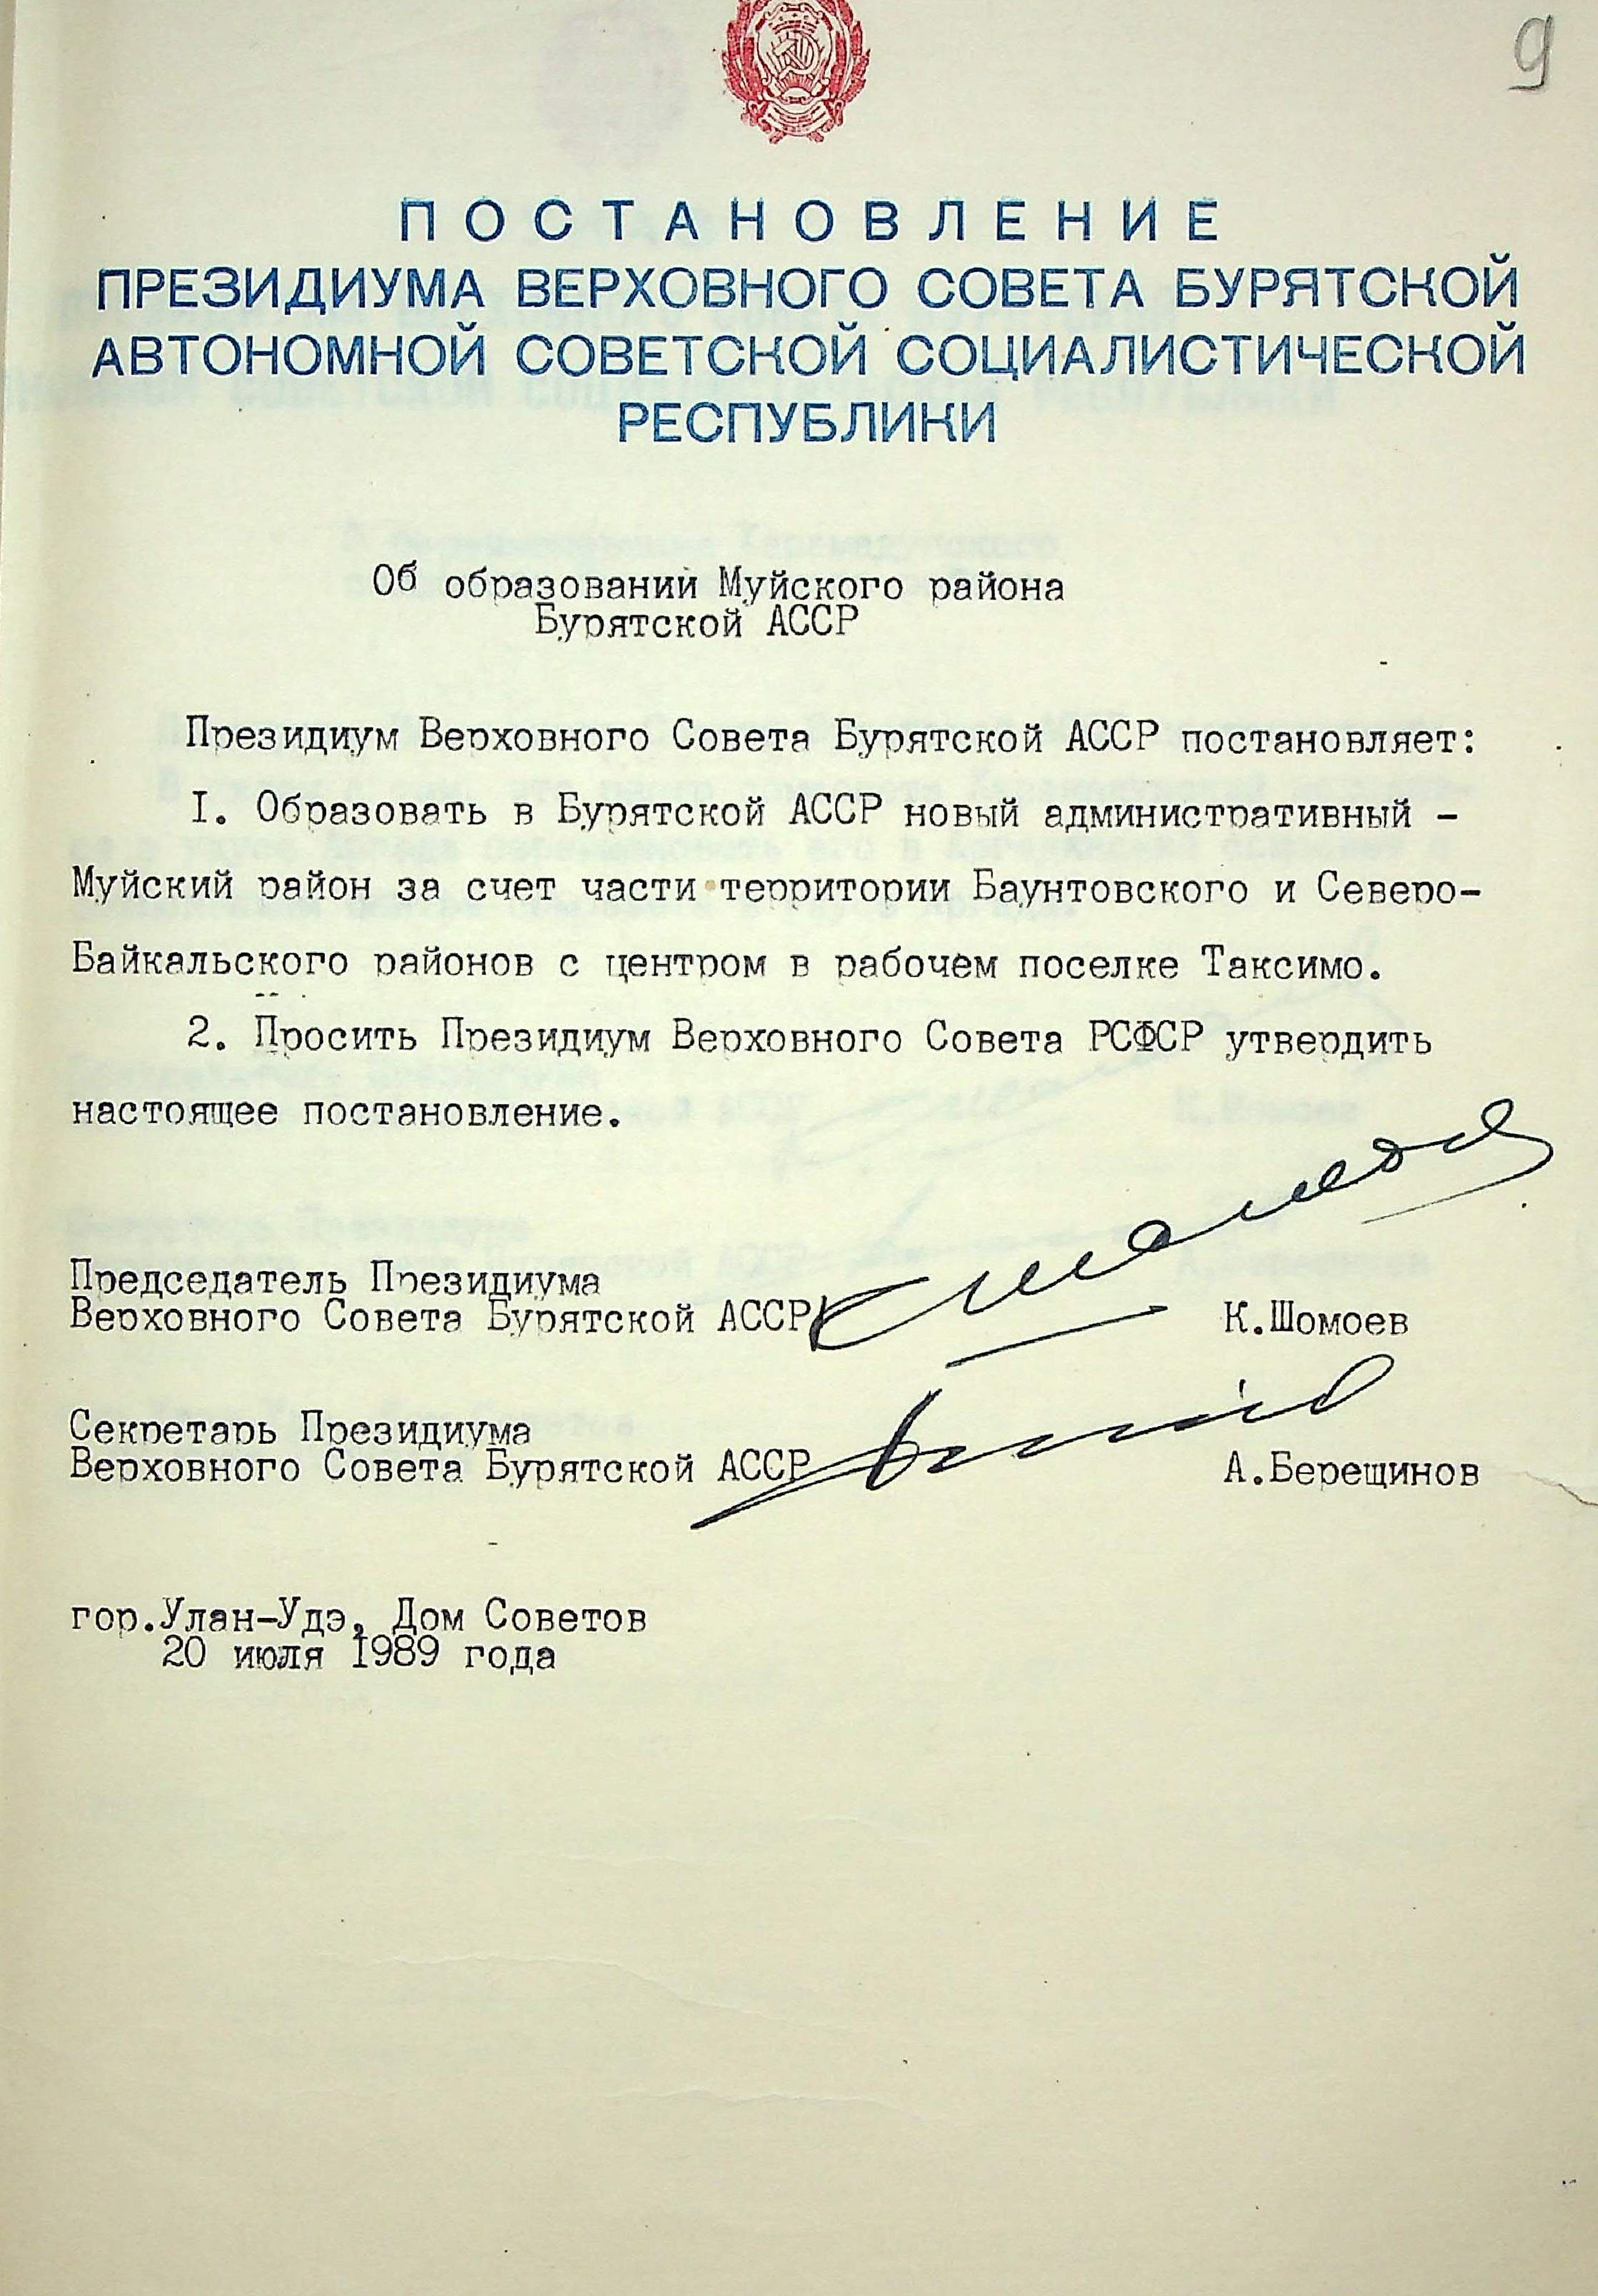 9
ПОСТАНОВЛЕНИЕ
ПРЕЗИДИУМА ВЕРХОВНОГО СОВЕТА БУРЯТСКОЙ
АВТОНОМНОЙ СОВЕТСКОЙ СОЦИАЛИСТИЧЕСКОЙ
РЕСПУБЛИКИ
Об образовании Муйского района
Бурятской АССР
Президиум Верховного Совета Бурятской АССР постановляет:
1. Образовать в Бурятской АССР новый административный -
Муйский район за счет части территории Баунтовского и Северо-
Байкальского районов с центром в рабочем поселке Таксимо.
2. Просить Президиум Верховного Совета РСФСР утвердить
настоящее постановление.
Председатель Президиума
Верховного Совета Бурятской АССР К.Шомоев
Секретарь Президиума
Верховного Совета Бурятской АССР А.Берещинов
гор.Улан-Удэ, Дом Советов
20 июля 1989 года